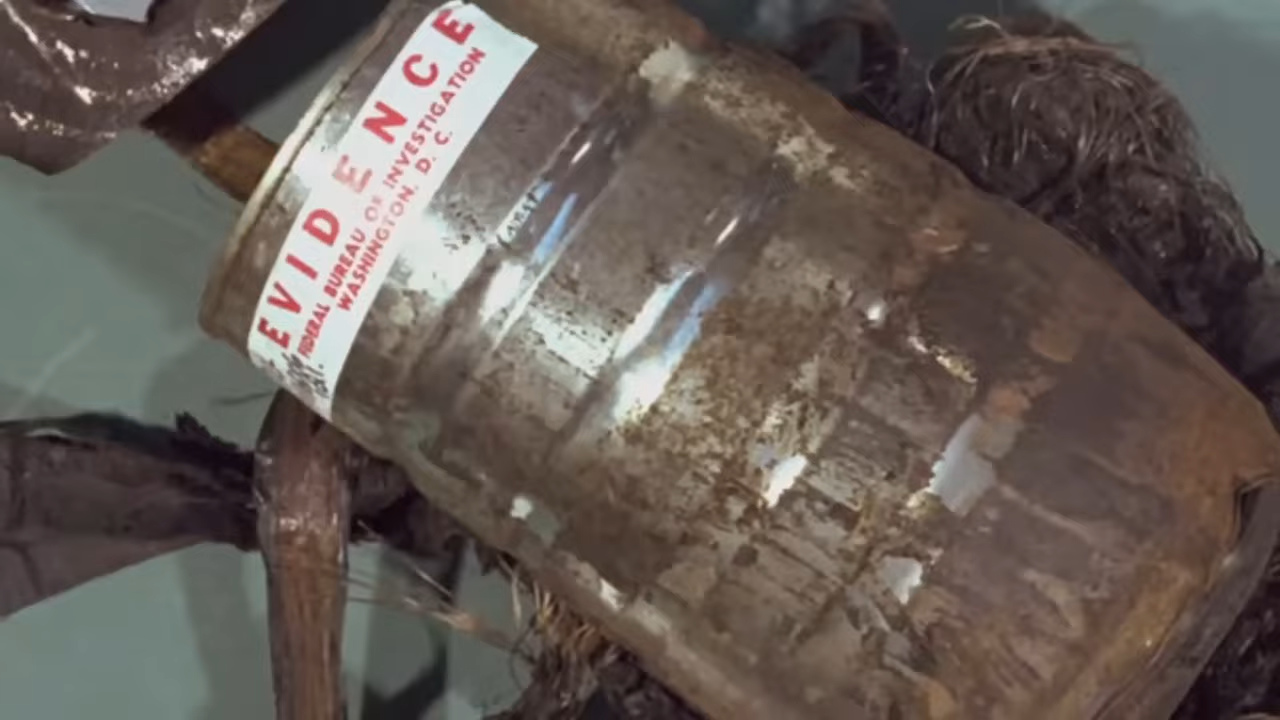 EVIDENCE
FEDERAL BUREAU OF INVESTIGATION
WASHINGTON, D. C.